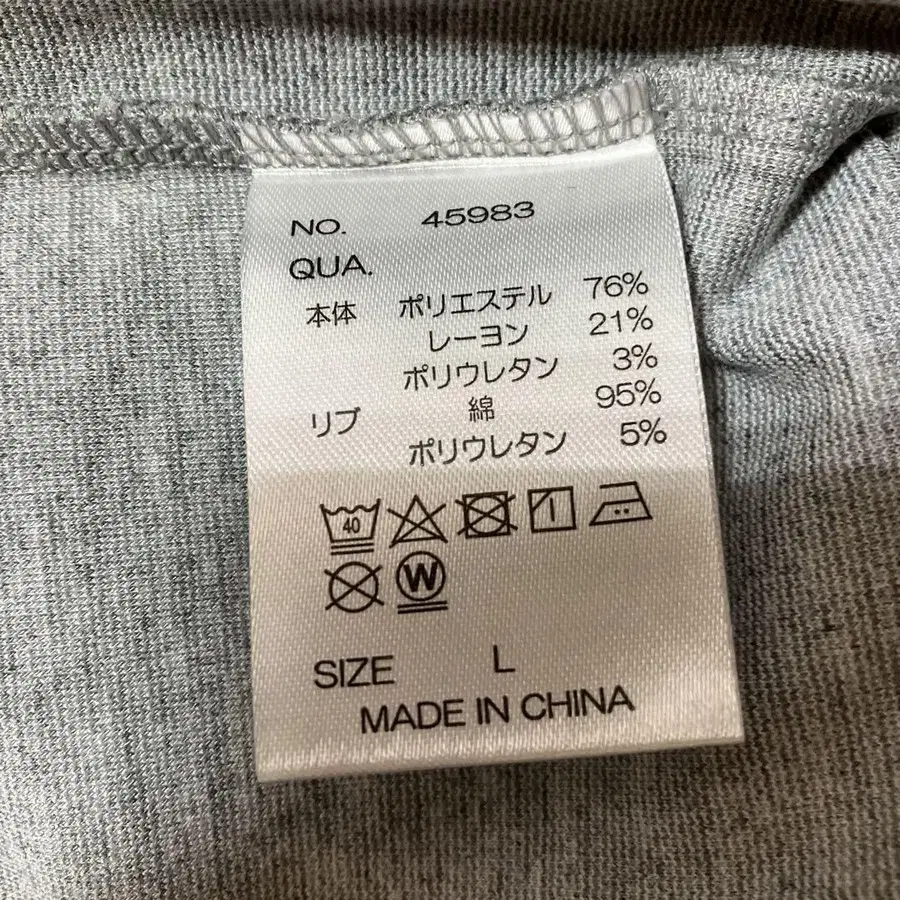 NO. 45983
QUA.
本体 ポリエステル 76%
レーヨン 21%
ポリウレタン 3%
リブ 綿 95%
ポリウレタン 5%
40
W
SIZE L
MADE IN CHINA